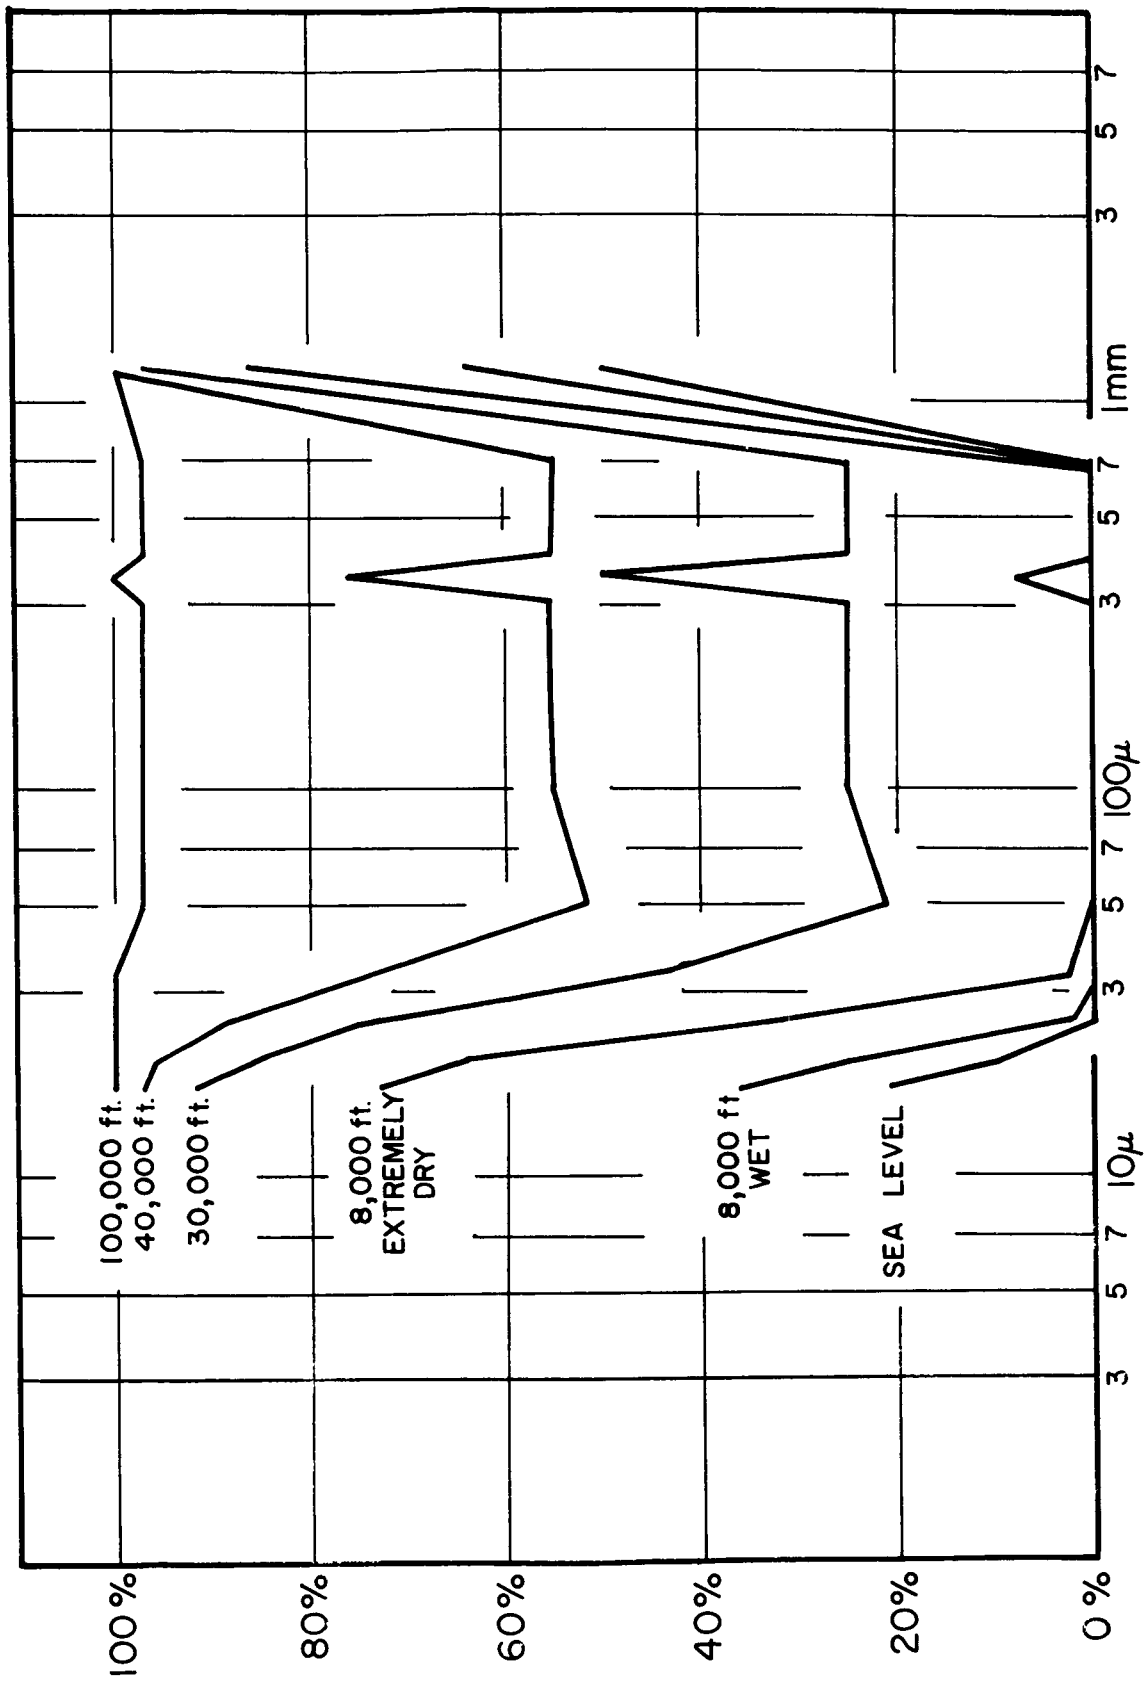 100%
80%
60%
40%
20%
0%
100,000 ft.
40,000 ft.
30,000 ft.
8,000 ft.
EXTREMELY
DRY
8,000 ft
WET
SEA LEVEL
3
5
7
10μ
3
5
7
100μ
3
5
7
1mm
3
5
7